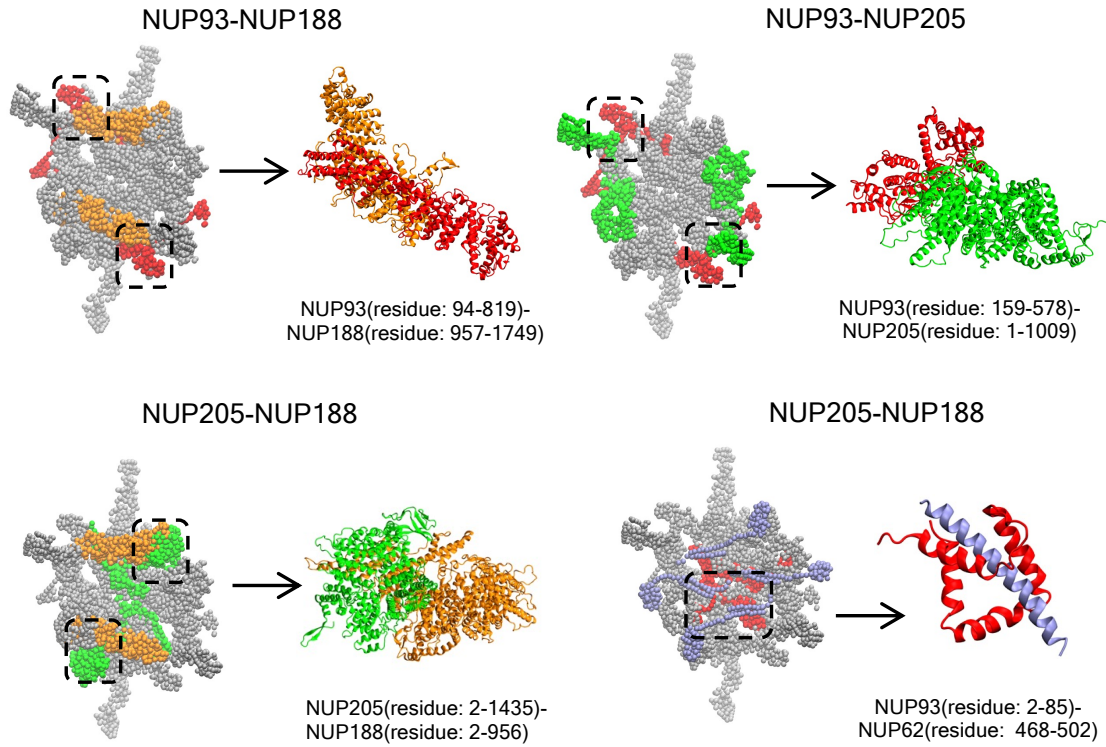 NUP93-NUP188
NUP93(residue: 94-819)-
NUP188(residue: 957-1749)
NUP93-NUP205
NUP93(residue: 159-578)-
NUP205(residue: 1-1009)
NUP205-NUP188
NUP205(residue: 2-1435)-
NUP188(residue: 2-956)
NUP205-NUP188
NUP93(residue: 2-85)-
NUP62(residue: 468-502)